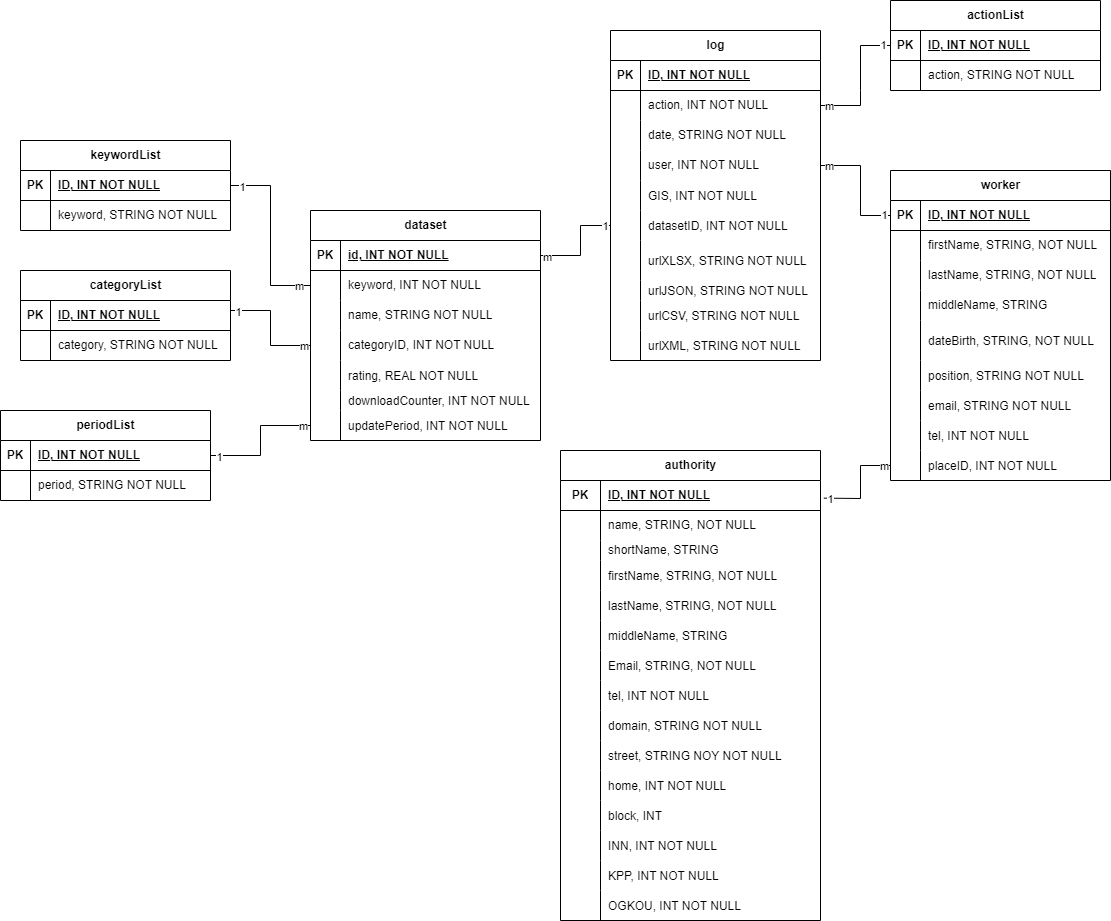 actionList
PK ID, INT NOT NULL
action, STRING NOT NULL
log
PK ID, INT NOT NULL
action, INT NOT NULL
date, STRING NOT NULL
user, INT NOT NULL
GIS, INT NOT NULL
datasetID, INT NOT NULL
urlXLSX, STRING NOT NULL
urlJSON, STRING NOT NULL
urlCSV, STRING NOT NULL
urlXML, STRING NOT NULL
1
m
m
1
1
m
keywordList
PK ID, INT NOT NULL
keyword, STRING NOT NULL
1
m
categoryList
PK ID, INT NOT NULL
category, STRING NOT NULL
1
m
periodList
PK ID, INT NOT NULL
period, STRING NOT NULL
1
m
dataset
PK id, INT NOT NULL
keyword, INT NOT NULL
name, STRING NOT NULL
categoryID, INT NOT NULL
rating, REAL NOT NULL
downloadCounter, INT NOT NULL
updatePeriod, INT NOT NULL
worker
PK ID, INT NOT NULL
firstName, STRING, NOT NULL
lastName, STRING, NOT NULL
middleName, STRING
dateBirth, STRING, NOT NULL
position, STRING NOT NULL
email, STRING NOT NULL
tel, INT NOT NULL
placeID, INT NOT NULL
m
1
authority
PK ID, INT NOT NULL
name, STRING, NOT NULL
shortName, STRING
firstName, STRING, NOT NULL
lastName, STRING, NOT NULL
middleName, STRING
Email, STRING, NOT NULL
tel, INT NOT NULL
domain, STRING NOT NULL
street, STRING NOY NOT NULL
home, INT NOT NULL
block, INT
INN, INT NOT NULL
KPP, INT NOT NULL
OGKOU, INT NOT NULL